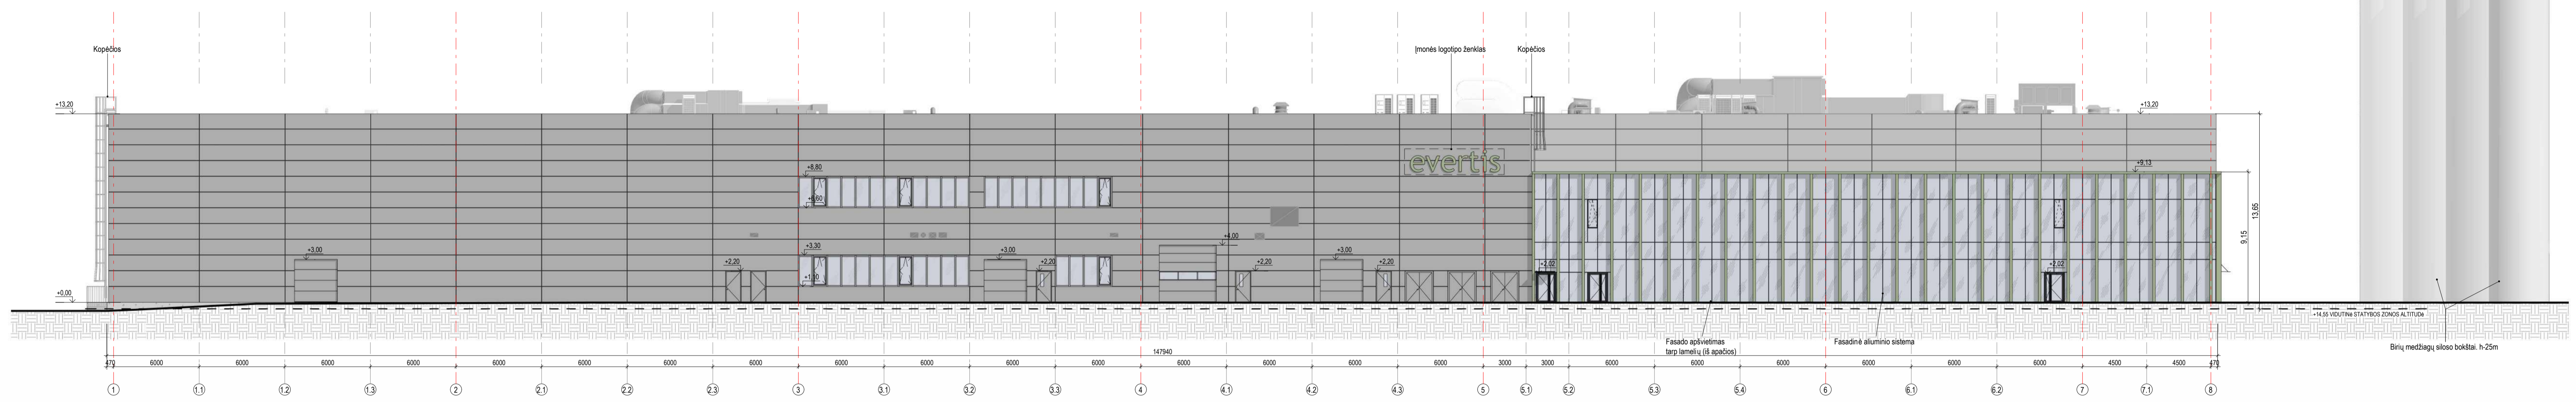 Kopėčios
Įmonės logotipo ženklas
Kopėčios
+13,20
+13,20
evertis
+9,13
+8,80
+6,60
13,65
9,15
+4,00
+3,30
+3,00
+3,00
+3,00
+2,20
+2,20
+2,20
+2,20
+2,02
+2,02
+1,10
+0,00
+14,55 VIDUTINė STATYBOS ZONOS ALTITUDė
Fasado apšvietimas
tarp lamelių (iš apačios)
Fasadinė aliuminio sistema
Birių medžiagų siloso bokštai. h-25m
147940
470 6000 6000 6000 6000 6000 6000 6000 6000 6000 6000 6000 6000 6000 6000 6000 6000 3000 3000 6000 6000 6000 6000 6000 6000 4500 4500 470
1 1.1 1.2 1.3 2 2.1 2.2 2.3 3 3.1 3.2 3.3 4 4.1 4.2 4.3 5 5.1 5.2 5.3 5.4 6 6.1 6.2 7 7.1 8